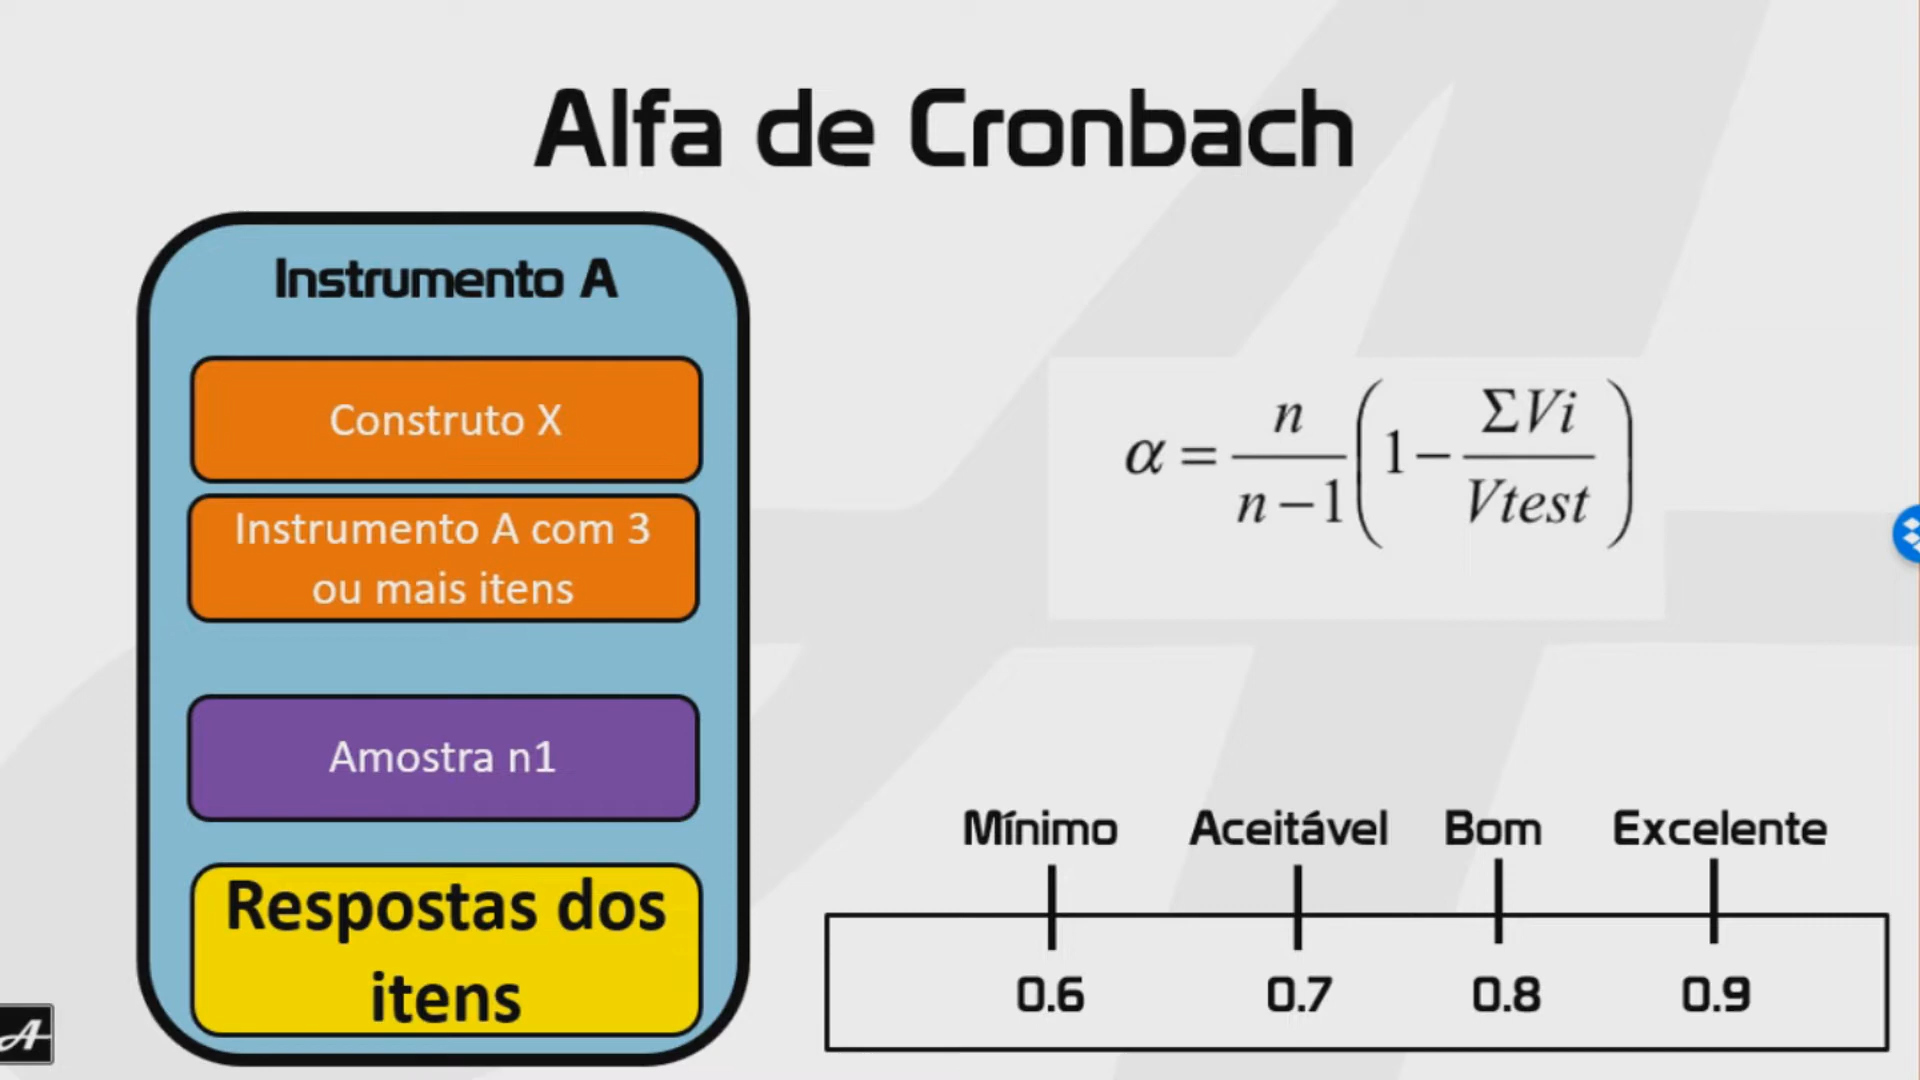 Alfa de Cronbach
Instrumento A
Construto X
Instrumento A com 3
ou mais itens
Amostra n1
Respostas dos
itens
α = n / n − 1 ( 1 − ΣVi / Vtest )
Mínimo Aceitável Bom Excelente
0.6 0.7 0.8 0.9
A